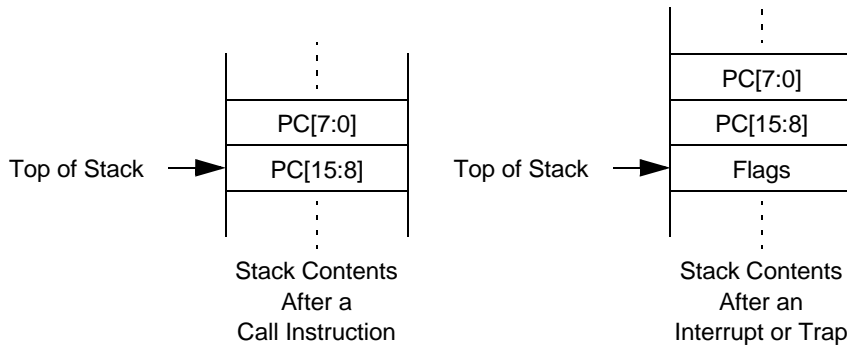 PC[7:0]
PC[15:8]
Top of Stack
Stack Contents
After a
Call Instruction
PC[7:0]
PC[15:8]
Top of Stack
Flags
Stack Contents
After an
Interrupt or Trap